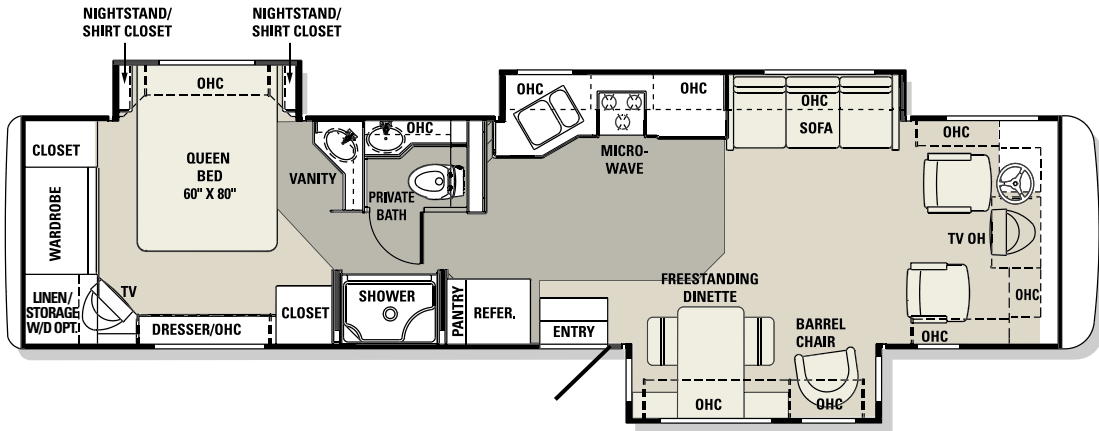 NIGHTSTAND/
SHIRT CLOSET
NIGHTSTAND/
SHIRT CLOSET
OHC
CLOSET
QUEEN
BED
60" X 80"
WARDROBE
LINEN/
STORAGE
W/D OPT.
TV
DRESSER/OHC
CLOSET
VANITY
OHC
PRIVATE
BATH
SHOWER
PANTRY
REFER.
ENTRY
OHC
OHC
MICRO-
WAVE
OHC
SOFA
FREESTANDING
DINETTE
BARREL
CHAIR
OHC
OHC
OHC
TV OH
OHC
OHC